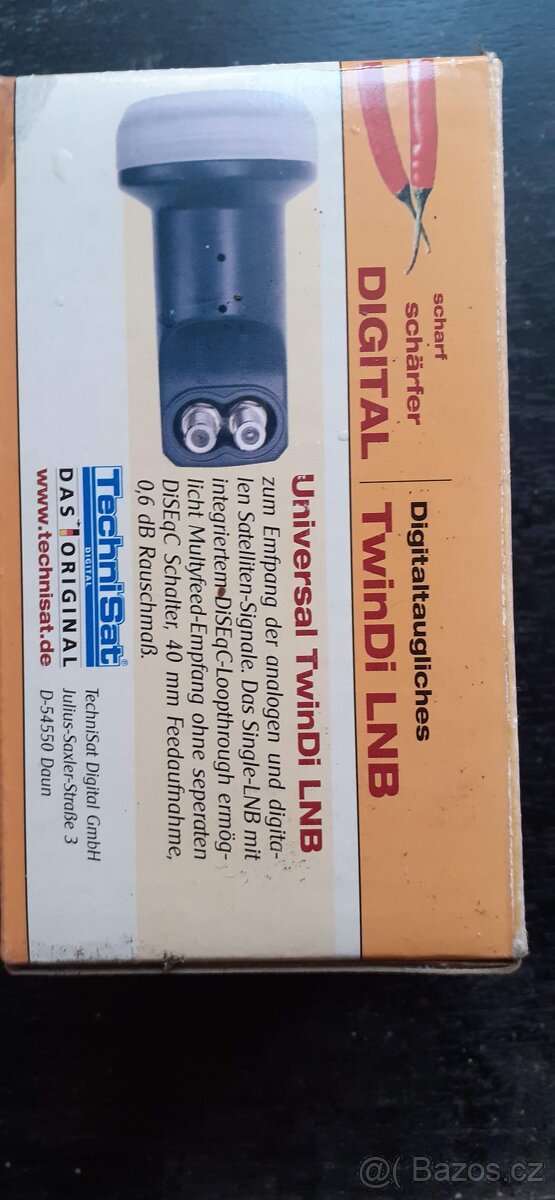 scharf
schärfer
DIGITAL
Digitaltaugliches
TwinDi LNB
Universal TwinDi LNB
zum Empfang der analogen und digita-
len Satelliten-Signale. Das Single-LNB mit
integriertem DiSEqC-Loopthrough ermög-
licht Multyfeed-Empfang ohne seperaten
DiSEqC Schalter, 40 mm Feedaufnahme,
0,6 dB Rauschmaß.
TechniSat®
DIGITAL
DAS ORIGINAL
www.technisat.de
TechniSat Digital GmbH
Julius-Saxler-Straße 3
D-54550 Daun
@( Bazos.cz